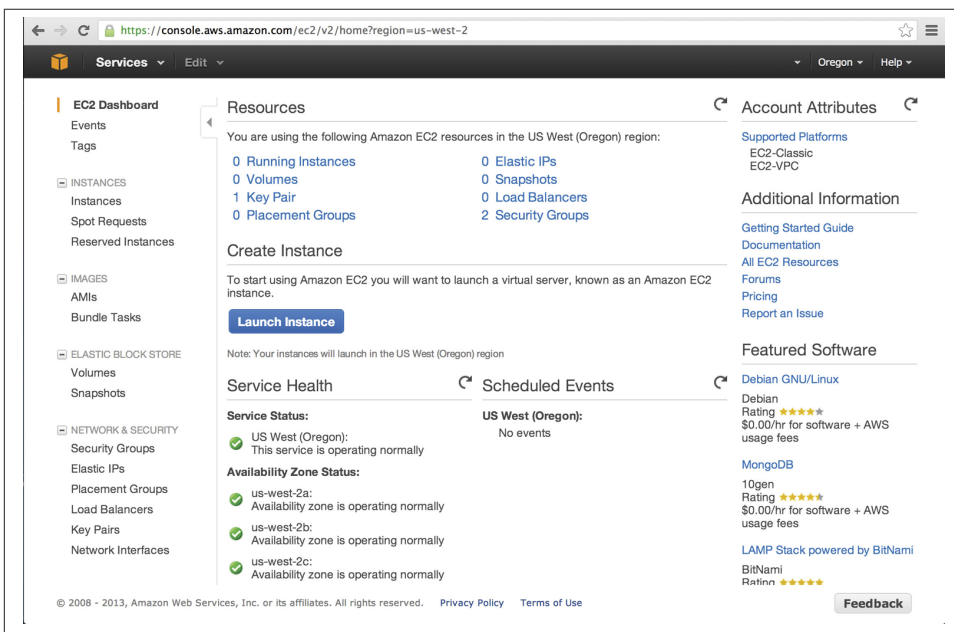 https://console.aws.amazon.com/ec2/v2/home?region=us-west-2
Services Edit Oregon Help
EC2 Dashboard
Events
Tags
INSTANCES
Instances
Spot Requests
Reserved Instances
IMAGES
AMIs
Bundle Tasks
ELASTIC BLOCK STORE
Volumes
Snapshots
NETWORK & SECURITY
Security Groups
Elastic IPs
Placement Groups
Load Balancers
Key Pairs
Network Interfaces
Resources
You are using the following Amazon EC2 resources in the US West (Oregon) region:
0 Running Instances
0 Elastic IPs
0 Volumes
0 Snapshots
1 Key Pair
0 Load Balancers
0 Placement Groups
2 Security Groups
Create Instance
To start using Amazon EC2 you will want to launch a virtual server, known as an Amazon EC2
instance.
Launch Instance
Note: Your instances will launch in the US West (Oregon) region
Service Health
Service Status:
US West (Oregon):
This service is operating normally
Availability Zone Status:
us-west-2a:
Availability zone is operating normally
us-west-2b:
Availability zone is operating normally
us-west-2c:
Availability zone is operating normally
Scheduled Events
US West (Oregon):
No events
Account Attributes
Supported Platforms
EC2-Classic
EC2-VPC
Additional Information
Getting Started Guide
Documentation
All EC2 Resources
Forums
Pricing
Report an Issue
Featured Software
Debian GNU/Linux
Debian
Rating
$0.00/hr for software + AWS
usage fees
MongoDB
10gen
Rating
$0.00/hr for software + AWS
usage fees
LAMP Stack powered by BitNami
BitNami
Rating
© 2008 - 2013, Amazon Web Services, Inc. or its affiliates. All rights reserved. Privacy Policy Terms of Use
Feedback